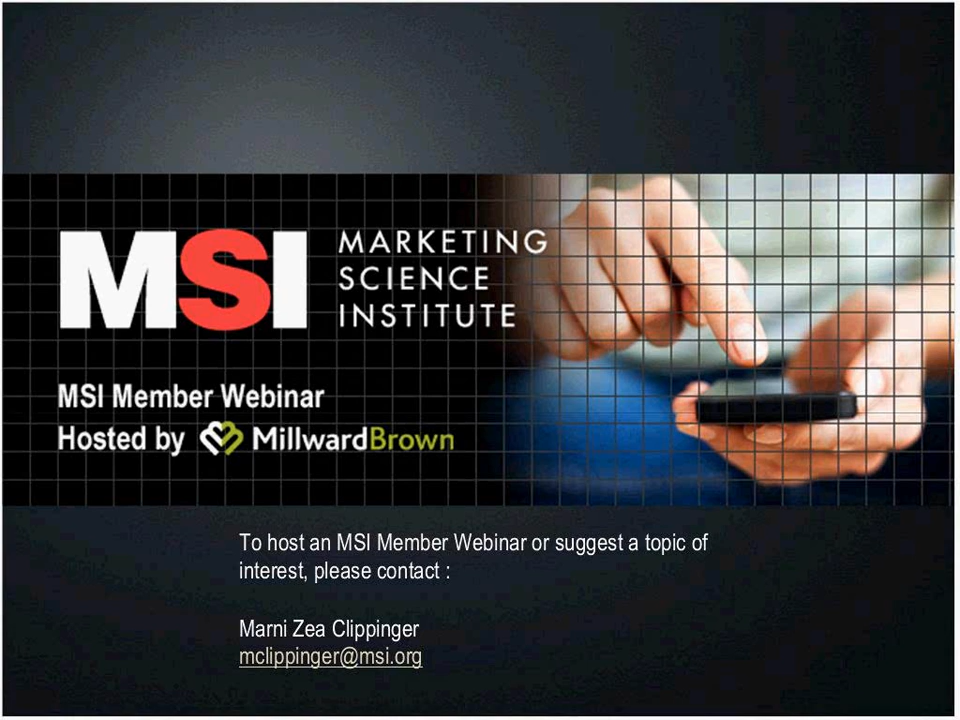 MSI MARKETING
SCIENCE
INSTITUTE
MSI Member Webinar
Hosted by MillwardBrown
To host an MSI Member Webinar or suggest a topic of
interest, please contact :
Marni Zea Clippinger
mclippinger@msi.org